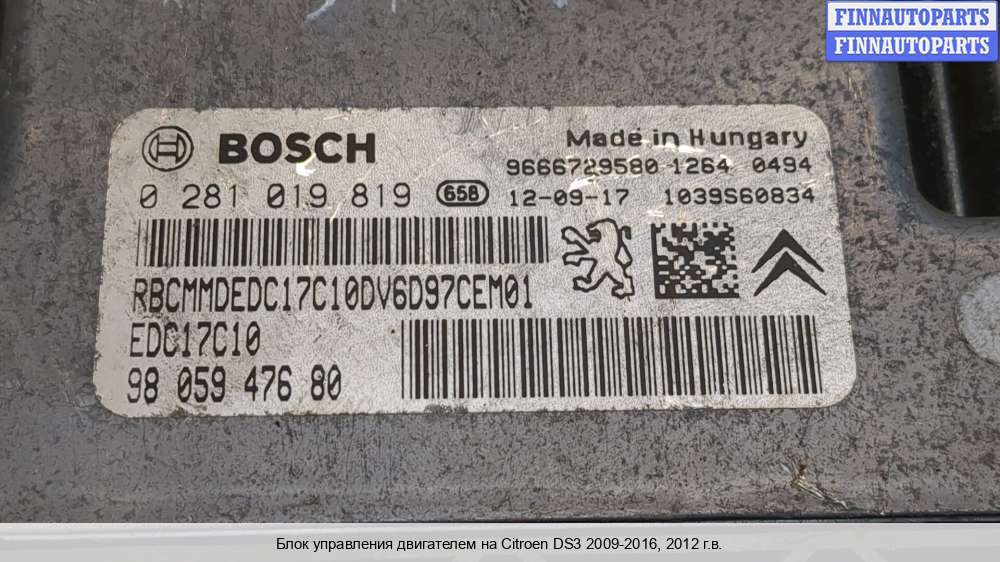 FINNAUTOPARTS
FINNAUTOPARTS
BOSCH
Made in Hungary
9666729580-1264 0494
0 281 019 819 658 12-09-17 1039S60834
RBCMMDEDC17C10DV6D97CEM01
EDC17C10
98 059 476 80
Блок управления двигателем на Citroen DS3 2009-2016, 2012 г.в.